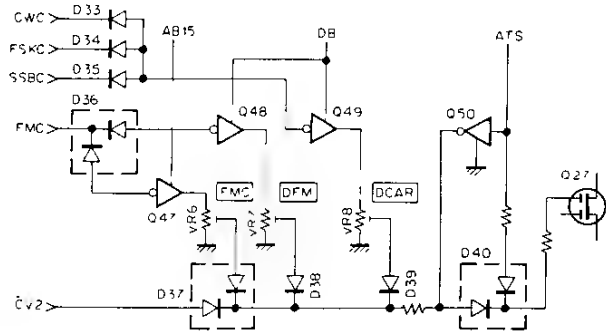 CWC
D33
FSKC
D34
SSBC
D35
AB15
D8
ATS
D36
Q48
Q49
Q50
FMC
Q27
Q47
VR6
FMC
VR7
DFM
VR8
DCAR
D40
CV2
D37
D38
D39